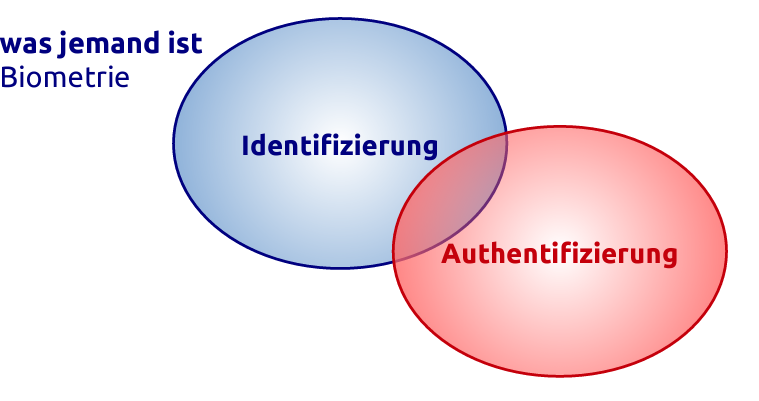 was jemand ist
Biometrie
Identifizierung
Authentifizierung